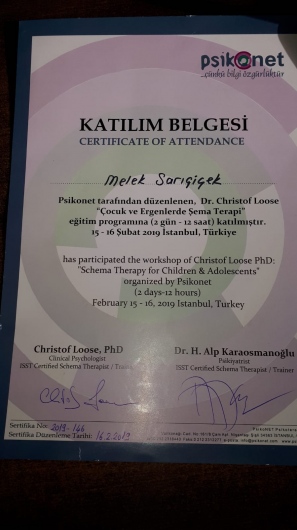 psikonet
...çünkü bilgi özgürlüktür
KATILIM BELGESİ
CERTIFICATE OF ATTENDANCE
Melek Sarıçiçek
Psikonet tarafından düzenlenen, Dr. Christof Loose
"Çocuk ve Ergenlerde Şema Terapi"
eğitim programına (2 gün - 12 saat) katılmıştır.
15 - 16 Şubat 2019 İstanbul, Türkiye
has participated the workshop of Christof Loose PhD:
"Schema Therapy for Children & Adolescents"
organized by Psikonet
(2 days-12 hours)
February 15 - 16, 2019 Istanbul, Turkey
Christof Loose, PhD
Clinical Psychologist
ISST Certified Schema Therapist / Trainer
Dr. H. Alp Karaosmanoğlu
Psikiyatrist
ISST Certified Schema Therapist / Trainer
Sertifika No: 2019-146
Sertifika Düzenleme Tarihi: 16.2.2019